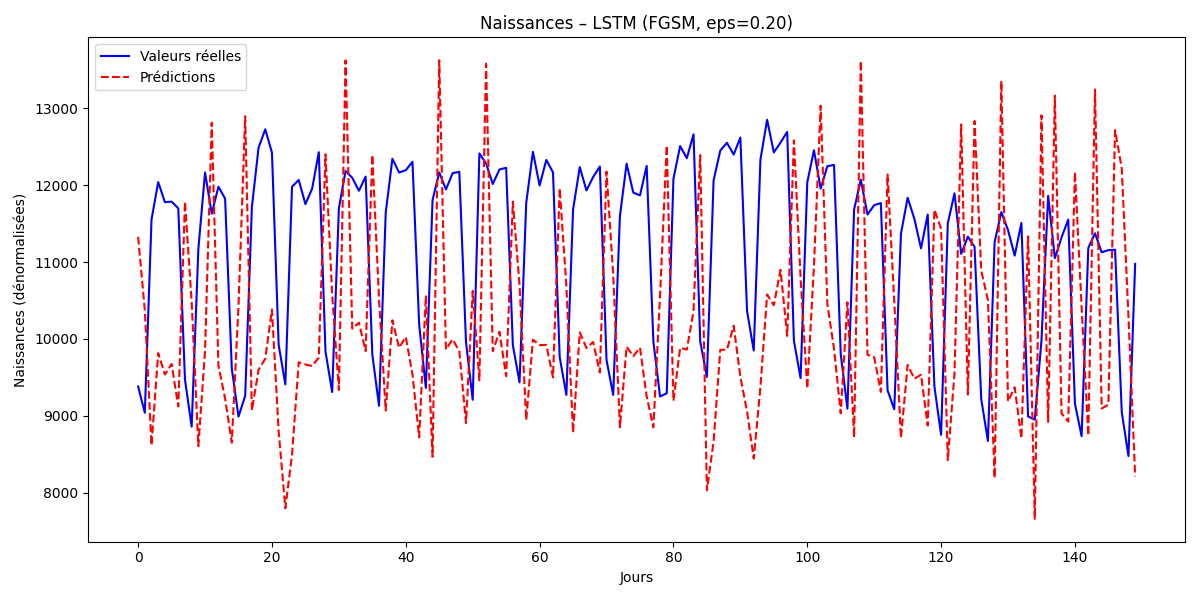 Naissances – LSTM (FGSM, eps=0.20)
Valeurs réelles
Prédictions
Naissances (dénormalisées)
13000
12000
11000
10000
9000
8000
0 20 40 60 80 100 120 140
Jours